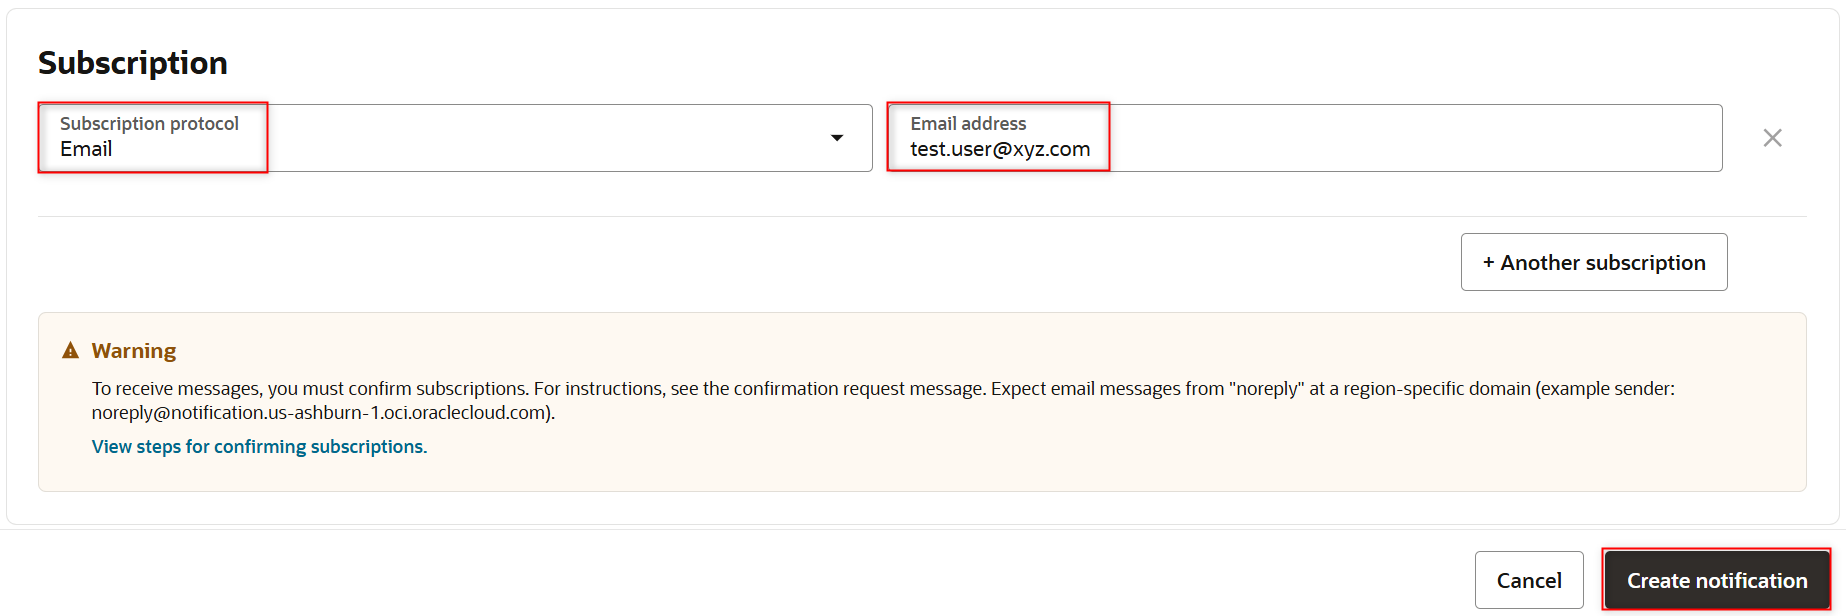 Subscription
Subscription protocol
Email
Email address
test.user@xyz.com
+ Another subscription
Warning
To receive messages, you must confirm subscriptions. For instructions, see the confirmation request message. Expect email messages from "noreply" at a region-specific domain (example sender:
noreply@notification.us-ashburn-1.oci.oraclecloud.com).
View steps for confirming subscriptions.
Cancel
Create notification